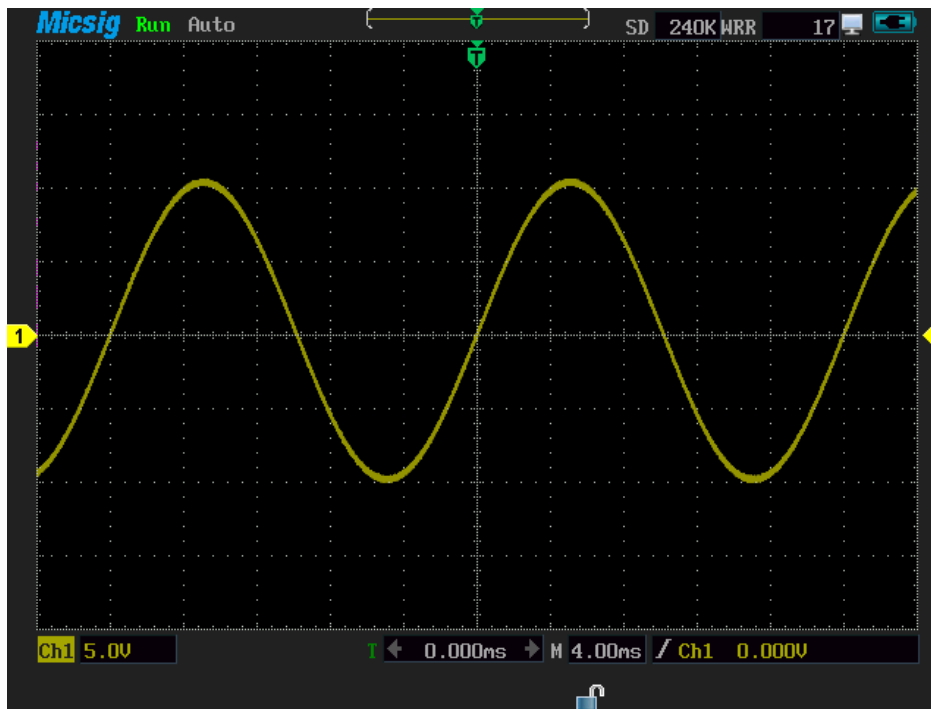 Micsig Run Auto SD 240K WRR 17
T
T
1
Ch1 5.0V T 0.000ms M 4.00ms Ch1 0.000V